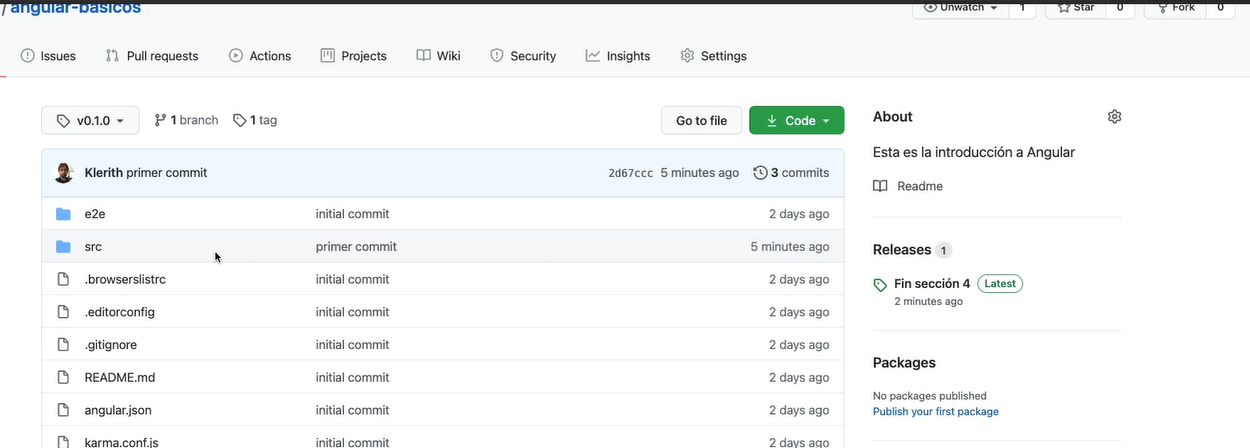 /angular-basicos
Unwatch 1 Star 0 Fork 0
Issues Pull requests Actions Projects Wiki Security Insights Settings
v0.1.0 1 branch 1 tag Go to file Code
Klerith primer commit 2d67ccc 5 minutes ago 3 commits
e2e initial commit 2 days ago
src primer commit 5 minutes ago
.browserslistrc initial commit 2 days ago
.editorconfig initial commit 2 days ago
.gitignore initial commit 2 days ago
README.md initial commit 2 days ago
angular.json initial commit 2 days ago
karma.conf.js initial commit 2 days ago
About
Esta es la introducción a Angular
Readme
Releases 1
Fin sección 4 Latest
2 minutes ago
Packages
No packages published
Publish your first package